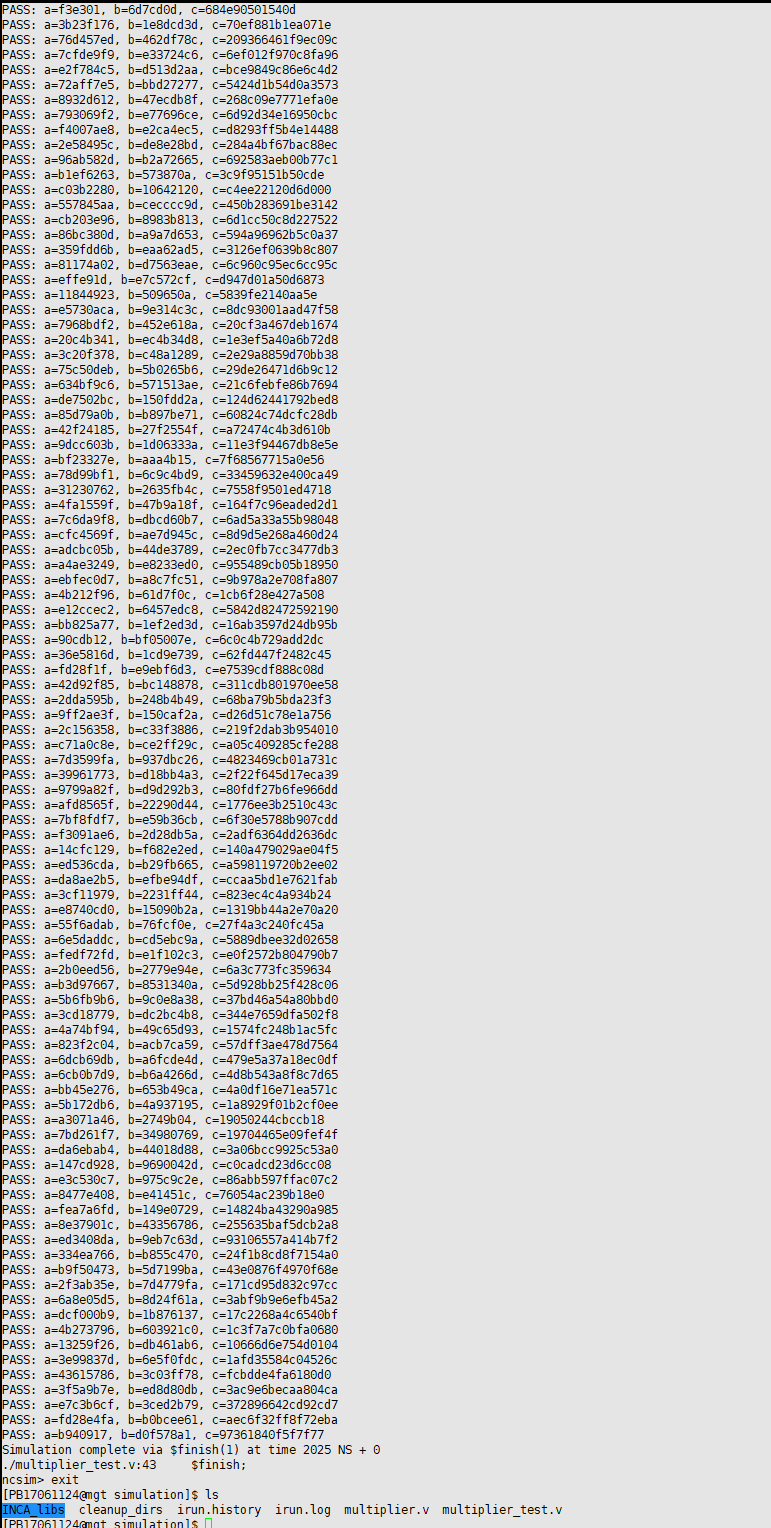 PASS: a=f3e301, b=6d7cd0d, c=684e90501540d
PASS: a=3b23f176, b=1e8dcd3d, c=70ef881b1ea071e
PASS: a=76d457ed, b=462df78c, c=209366461f9ec09c
PASS: a=7cfde9f9, b=e33724c6, c=6ef012f970c8fa96
PASS: a=e2f784c5, b=d513d2aa, c=bce9849c86e6c4d2
PASS: a=72aff7e5, b=bbd27277, c=5424d1b54d0a3573
PASS: a=8932d612, b=47ecdb8f, c=268c09e7771efa0e
PASS: a=793069f2, b=e77696ce, c=6d92d34e16950cbc
PASS: a=f4007ae8, b=e2ca4ec5, c=d8293ff5b4e14488
PASS: a=2e58495c, b=de8e28bd, c=284a4bf67bac88ec
PASS: a=96ab582d, b=b2a72665, c=692583aeb00b77c1
PASS: a=b1ef6263, b=573870a, c=3c9f95151b50cde
PASS: a=c03b2280, b=10642120, c=c4ee22120d6d000
PASS: a=557845aa, b=cecccc9d, c=450b283691be3142
PASS: a=cb203e96, b=8983b813, c=6d1cc50c8d227522
PASS: a=86bc380d, b=a9a7d653, c=594a96962b5c0a37
PASS: a=359fdd6b, b=eaa62ad5, c=3126ef0639b8c807
PASS: a=81174a02, b=d7563eae, c=6c960c95ec6cc95c
PASS: a=effe91d, b=e7c572cf, c=d947d01a50d6873
PASS: a=11844923, b=509650a, c=5839fe2140aa5e
PASS: a=e5730aca, b=9e314c3c, c=8dc93001aad47f58
PASS: a=7968bdf2, b=452e618a, c=20cf3a467deb1674
PASS: a=20c4b341, b=ec4b34d8, c=1e3ef5a40a6b72d8
PASS: a=3c20f378, b=c48a1289, c=2e29a8859d70bb38
PASS: a=75c50deb, b=5b0265b6, c=29de26471d6b9c12
PASS: a=634bf9c6, b=571513ae, c=21c6febfe86b7694
PASS: a=de7502bc, b=150fdd2a, c=124d62441792bed8
PASS: a=85d79a0b, b=b897be71, c=60824c74dcfc28db
PASS: a=42f24185, b=27f2554f, c=a72474c4b3d610b
PASS: a=9dcc603b, b=1d06333a, c=11e3f94467db8e5e
PASS: a=bf23327e, b=aaa4b15, c=7f68567715a0e56
PASS: a=78d99bf1, b=6c9c4bd9, c=33459632e400ca49
PASS: a=31230762, b=2635fb4c, c=7558f9501ed4718
PASS: a=4fa1559f, b=47b9a18f, c=164f7c96eaded2d1
PASS: a=7c6da9f8, b=dbcd60b7, c=6ad5a33a55b98048
PASS: a=cfc4569f, b=ae7d945c, c=8d9d5e268a460d24
PASS: a=adcbc05b, b=44de3789, c=2ec0fb7cc3477db3
PASS: a=a4ae3249, b=e8233ed0, c=955489cb05b18950
PASS: a=ebfec0d7, b=a8c7fc51, c=9b978a2e708fa807
PASS: a=4b212f96, b=61d7f0c, c=1cb6f28e427a508
PASS: a=e12ccec2, b=6457edc8, c=5842d82472592190
PASS: a=bb825a77, b=1ef2ed3d, c=16ab3597d24db95b
PASS: a=90cdb12, b=bf05007e, c=6c0c4b729add2dc
PASS: a=36e5816d, b=1cd9e739, c=62fd447f2482c45
PASS: a=fd28f1f, b=e9ebf6d3, c=e7539cdf888c08d
PASS: a=42d92f85, b=bc148878, c=311cdb801970ee58
PASS: a=2dda595b, b=248b4b49, c=68ba79b5bda23f3
PASS: a=9ff2ae3f, b=150caf2a, c=d26d51c78e1a756
PASS: a=2c156358, b=c33f3886, c=219f2dab3b954010
PASS: a=c71a0c8e, b=ce2ff29c, c=a05c409285cfe288
PASS: a=7d3599fa, b=937dbc26, c=4823469cb01a731c
PASS: a=39961773, b=d18bb4a3, c=2f22f645d17eca39
PASS: a=9799a82f, b=d9d292b3, c=80fdf27b6fe966dd
PASS: a=afd8565f, b=22290d44, c=1776ee3b2510c43c
PASS: a=7bf8fdf7, b=e59b36cb, c=6f30e5788b907cdd
PASS: a=f3091ae6, b=2d28db5a, c=2adf6364dd2636dc
PASS: a=14cfc129, b=f682e2ed, c=140a479029ae04f5
PASS: a=ed536cda, b=b29fb665, c=a598119720b2ee02
PASS: a=da8ae2b5, b=efbe94df, c=ccaa5bd1e7621fab
PASS: a=3cf11979, b=2231ff44, c=823ec4c4a934b24
PASS: a=e8740cd0, b=15090b2a, c=1319bb44a2e70a20
PASS: a=55f6adab, b=76fcf0e, c=27f4a3c240fc45a
PASS: a=6e5daddc, b=cd5ebc9a, c=5889dbee32d02658
PASS: a=fedf72fd, b=e1f102c3, c=e0f2572b804790b7
PASS: a=2b0eed56, b=2779e94e, c=6a3c773fc359634
PASS: a=b3d97667, b=8531340a, c=5d928bb25f428c06
PASS: a=5b6fb9b6, b=9c0e8a38, c=37bd46a54a80bbd0
PASS: a=3cd18779, b=dc2bc4b8, c=344e7659dfa502f8
PASS: a=4a74bf94, b=49c65d93, c=1574fc248b1ac5fc
PASS: a=823f2c04, b=acb7ca59, c=57dff3ae478d7564
PASS: a=6dcb69db, b=a6fcde4d, c=479e5a37a18ec0df
PASS: a=6cb0b7d9, b=b6a4266d, c=4d8b543a8f8c7d65
PASS: a=bb45e276, b=653b49ca, c=4a0df16e71ea571c
PASS: a=5b172db6, b=4a937195, c=1a8929f01b2cf0ee
PASS: a=a3071a46, b=2749b04, c=19050244cbccb18
PASS: a=7bd261f7, b=34980769, c=19704465e09fef4f
PASS: a=da6ebab4, b=44018d88, c=3a06bcc9925c53a0
PASS: a=147cd928, b=9690042d, c=c0cadcd23d6cc08
PASS: a=e3c530c7, b=975c9c2e, c=86abb597ffac07c2
PASS: a=8477e408, b=e41451c, c=76054ac239b18e0
PASS: a=fea7a6fd, b=149e0729, c=14824ba43290a985
PASS: a=8e37901c, b=43356786, c=255635baf5dcb2a8
PASS: a=ed3408da, b=9eb7c63d, c=93106557a414b7f2
PASS: a=334ea766, b=b855c470, c=24f1b8cd8f7154a0
PASS: a=b9f50473, b=5d7199ba, c=43e0876f4970f68e
PASS: a=2f3ab35e, b=7d4779fa, c=171cd95d832c97cc
PASS: a=6a8e05d5, b=8d24f61a, c=3abf9b9e6efb45a2
PASS: a=dcf000b9, b=1b876137, c=17c2268a4c6540bf
PASS: a=4b273796, b=603921c0, c=1c3f7a7c0bfa0680
PASS: a=13259f26, b=db461ab6, c=10666d6e754d0104
PASS: a=3e99837d, b=6e5f0fdc, c=1afd35584c04526c
PASS: a=43615786, b=3c03ff78, c=fcbdde4fa6180d0
PASS: a=3f5a9b7e, b=ed8d80db, c=3ac9e6becaa804ca
PASS: a=e7c3b6cf, b=3ced2b79, c=372896642cd92cd7
PASS: a=fd28e4fa, b=b0bcee61, c=aec6f32ff8f72eba
PASS: a=b940917, b=d0f578a1, c=97361840f5f7f77
Simulation complete via $finish(1) at time 2025 NS + 0
./multiplier_test.v:43     $finish;
ncsim> exit
[PB17061124@mgt simulation]$ ls
INCA_libs  cleanup_dirs  irun.history  irun.log  multiplier.v  multiplier_test.v
[PB17061124@mgt simulation]$